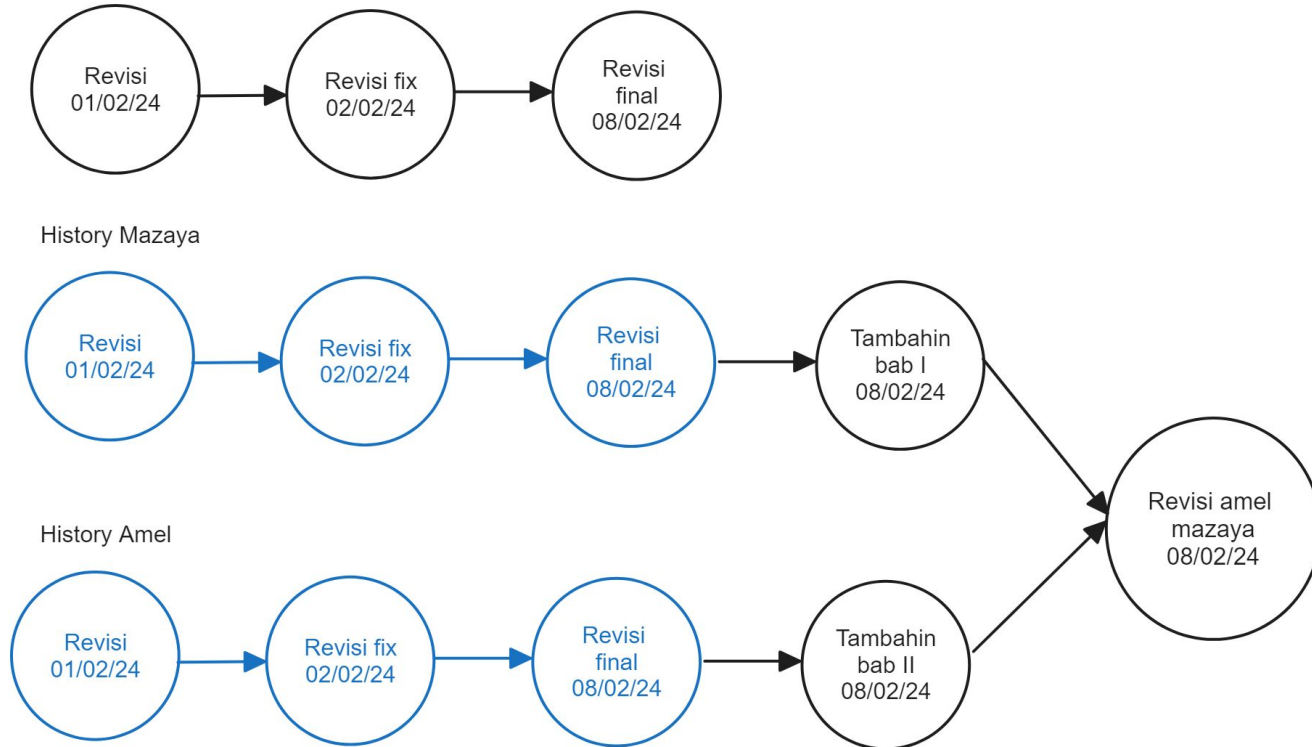 Revisi
01/02/24
Revisi fix
02/02/24
Revisi
final
08/02/24
History Mazaya
Revisi
01/02/24
Revisi fix
02/02/24
Revisi
final
08/02/24
Tambahin
bab I
08/02/24
Revisi amel
mazaya
08/02/24
History Amel
Revisi
01/02/24
Revisi fix
02/02/24
Revisi
final
08/02/24
Tambahin
bab II
08/02/24